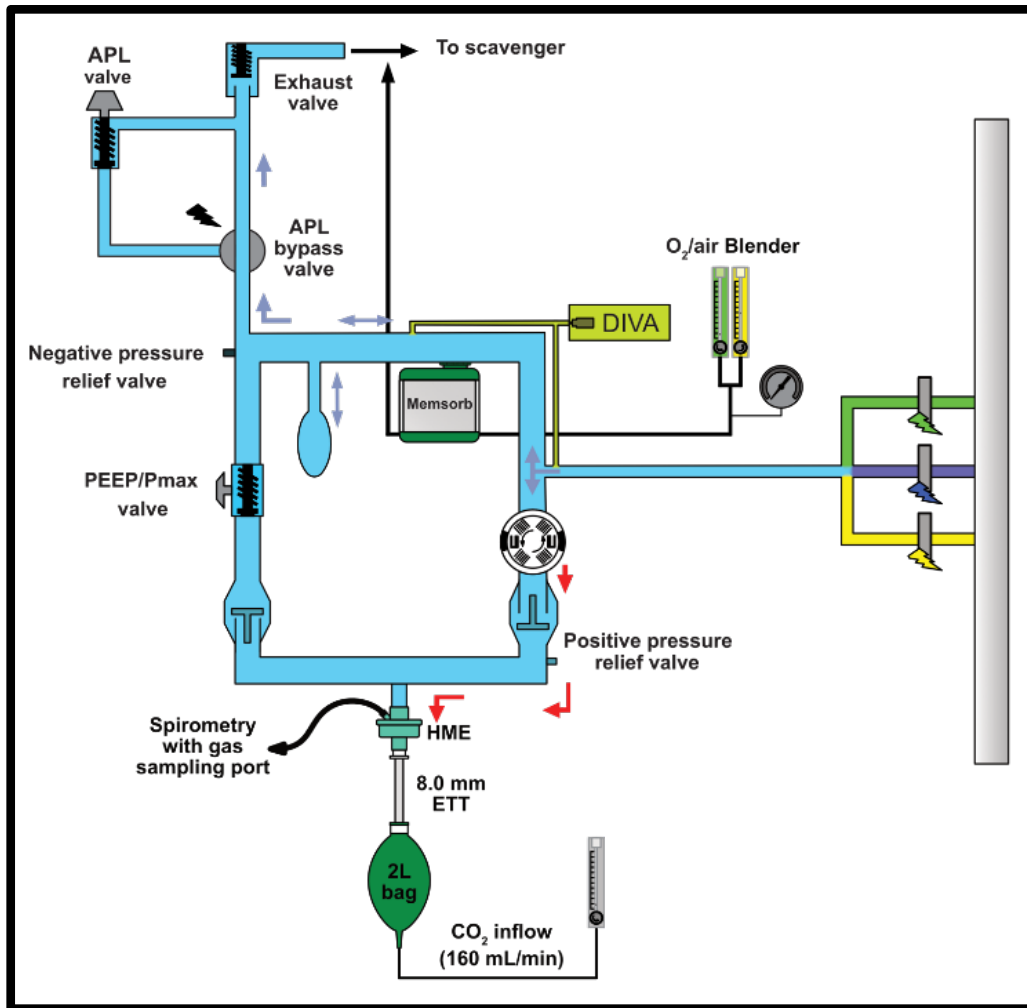 To scavenger
APL
valve
Exhaust
valve
APL
bypass
valve
O₂/air Blender
DIVA
Negative pressure
relief valve
Memsorb
PEEP/Pmax
valve
Positive pressure
relief valve
Spirometry
with gas
sampling port
HME
8.0 mm
ETT
2L
bag
CO₂ inflow
(160 mL/min)